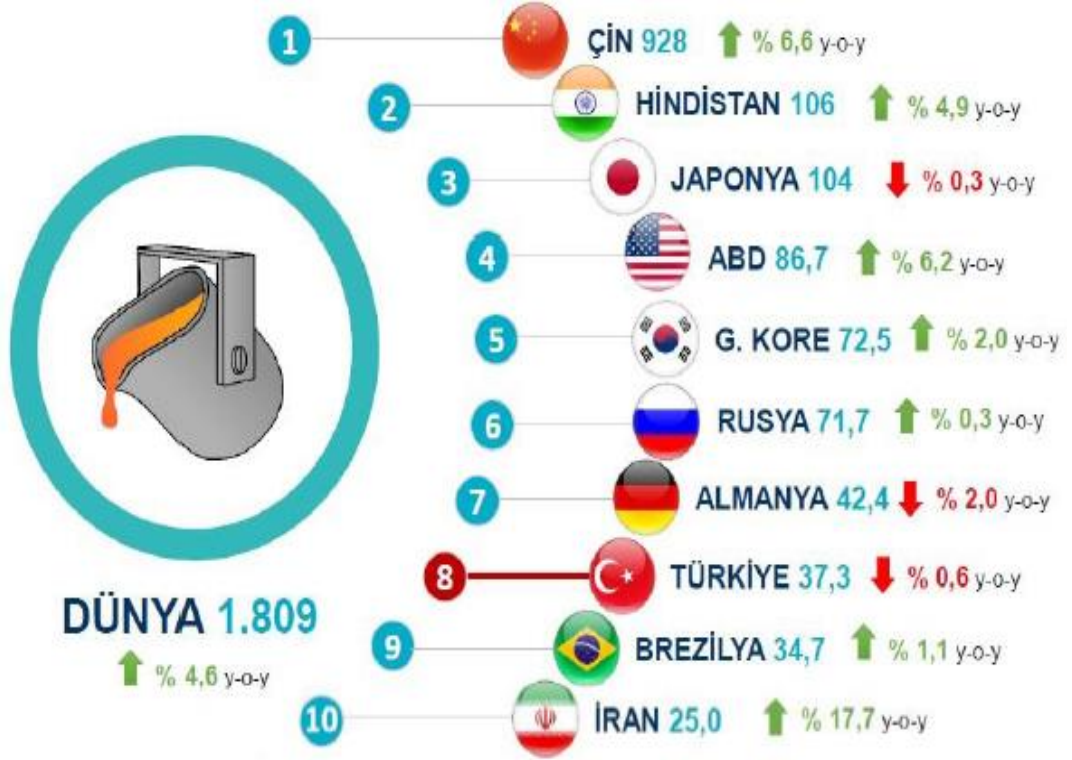 1 ÇİN 928 % 6,6 y-o-y
2 HİNDİSTAN 106 % 4,9 y-o-y
3 JAPONYA 104 % 0,3 y-o-y
4 ABD 86,7 % 6,2 y-o-y
5 G. KORE 72,5 % 2,0 y-o-y
6 RUSYA 71,7 % 0,3 y-o-y
7 ALMANYA 42,4 % 2,0 y-o-y
8 TÜRKİYE 37,3 % 0,6 y-o-y
9 BREZİLYA 34,7 % 1,1 y-o-y
10 İRAN 25,0 % 17,7 y-o-y
DÜNYA 1.809
% 4,6 y-o-y